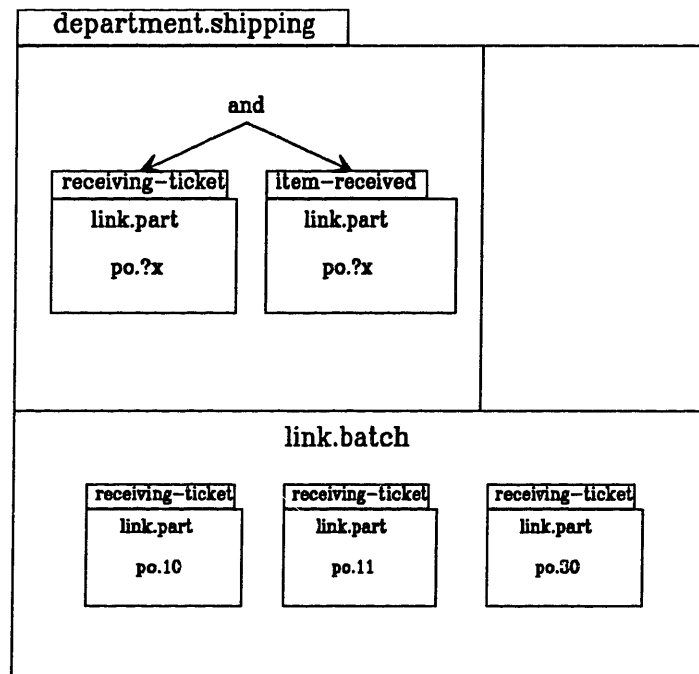 department.shipping
and
receiving-ticket item-received
link.part link.part
po.?x po.?x
link.batch
receiving-ticket receiving-ticket receiving-ticket
link.part link.part link.part
po.10 po.11 po.30